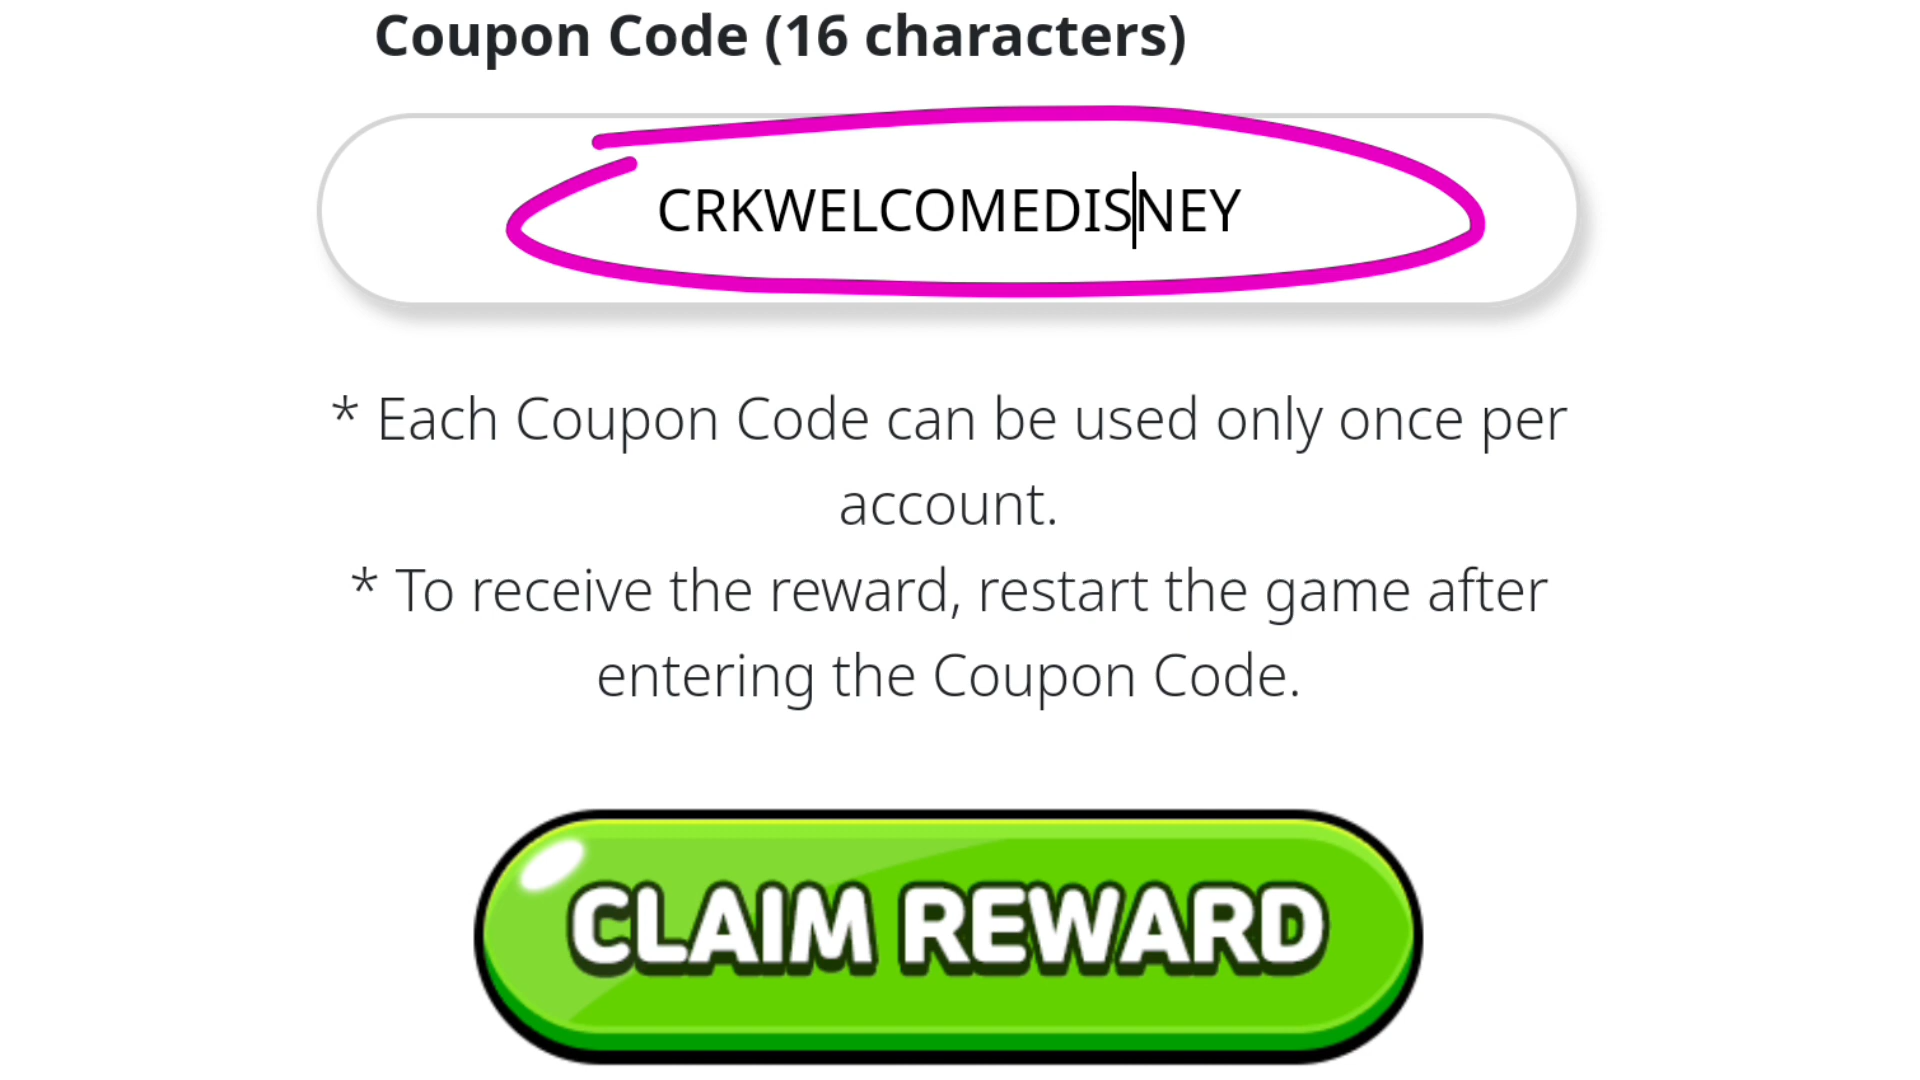 Coupon Code (16 characters)
CRKWELCOMEDISNEY
* Each Coupon Code can be used only once per
account.
* To receive the reward, restart the game after
entering the Coupon Code.
CLAIM REWARD